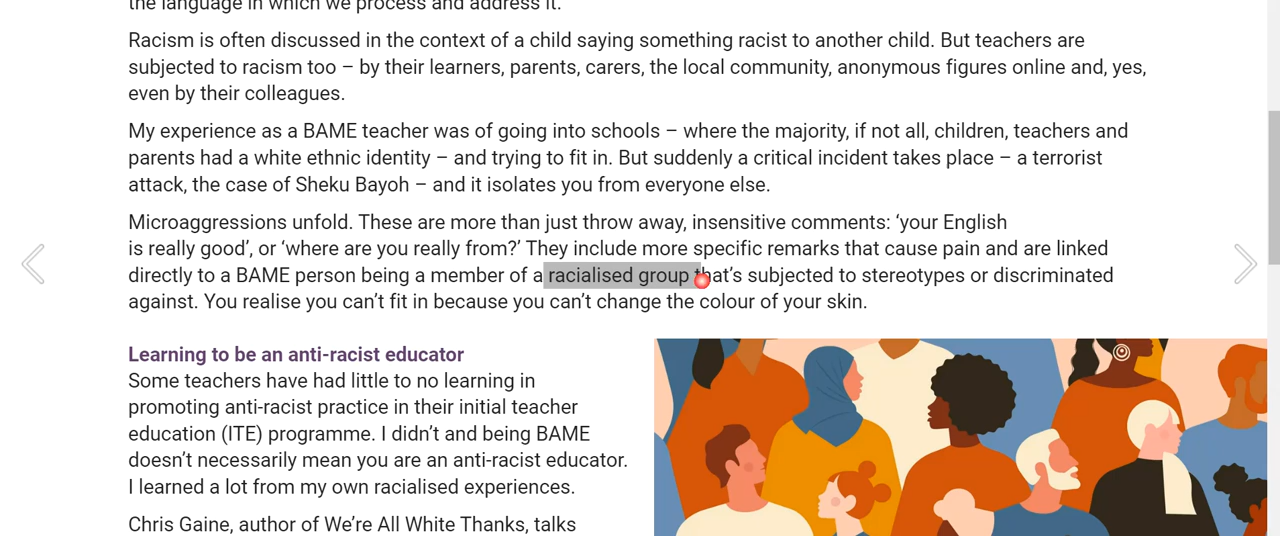 the language in which we process and address it.
Racism is often discussed in the context of a child saying something racist to another child. But teachers are
subjected to racism too – by their learners, parents, carers, the local community, anonymous figures online and, yes,
even by their colleagues.
My experience as a BAME teacher was of going into schools – where the majority, if not all, children, teachers and
parents had a white ethnic identity – and trying to fit in. But suddenly a critical incident takes place – a terrorist
attack, the case of Sheku Bayoh – and it isolates you from everyone else.
Microaggressions unfold. These are more than just throw away, insensitive comments: ‘your English
is really good’, or ‘where are you really from?’ They include more specific remarks that cause pain and are linked
directly to a BAME person being a member of a racialised group that’s subjected to stereotypes or discriminated
against. You realise you can’t fit in because you can’t change the colour of your skin.
Learning to be an anti-racist educator
Some teachers have had little to no learning in
promoting anti-racist practice in their initial teacher
education (ITE) programme. I didn’t and being BAME
doesn’t necessarily mean you are an anti-racist educator.
I learned a lot from my own racialised experiences.
Chris Gaine, author of We’re All White Thanks, talks